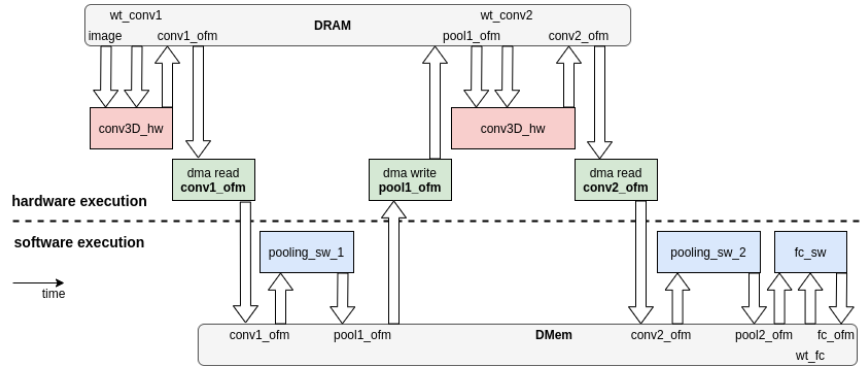 wt_conv1
wt_conv2
DRAM
image
conv1_ofm
pool1_ofm
conv2_ofm
conv3D_hw
conv3D_hw
dma read
conv1_ofm
dma write
pool1_ofm
dma read
conv2_ofm
hardware execution
software execution
pooling_sw_1
pooling_sw_2
fc_sw
time
conv1_ofm
pool1_ofm
DMem
conv2_ofm
pool2_ofm
fc_ofm
wt_fc